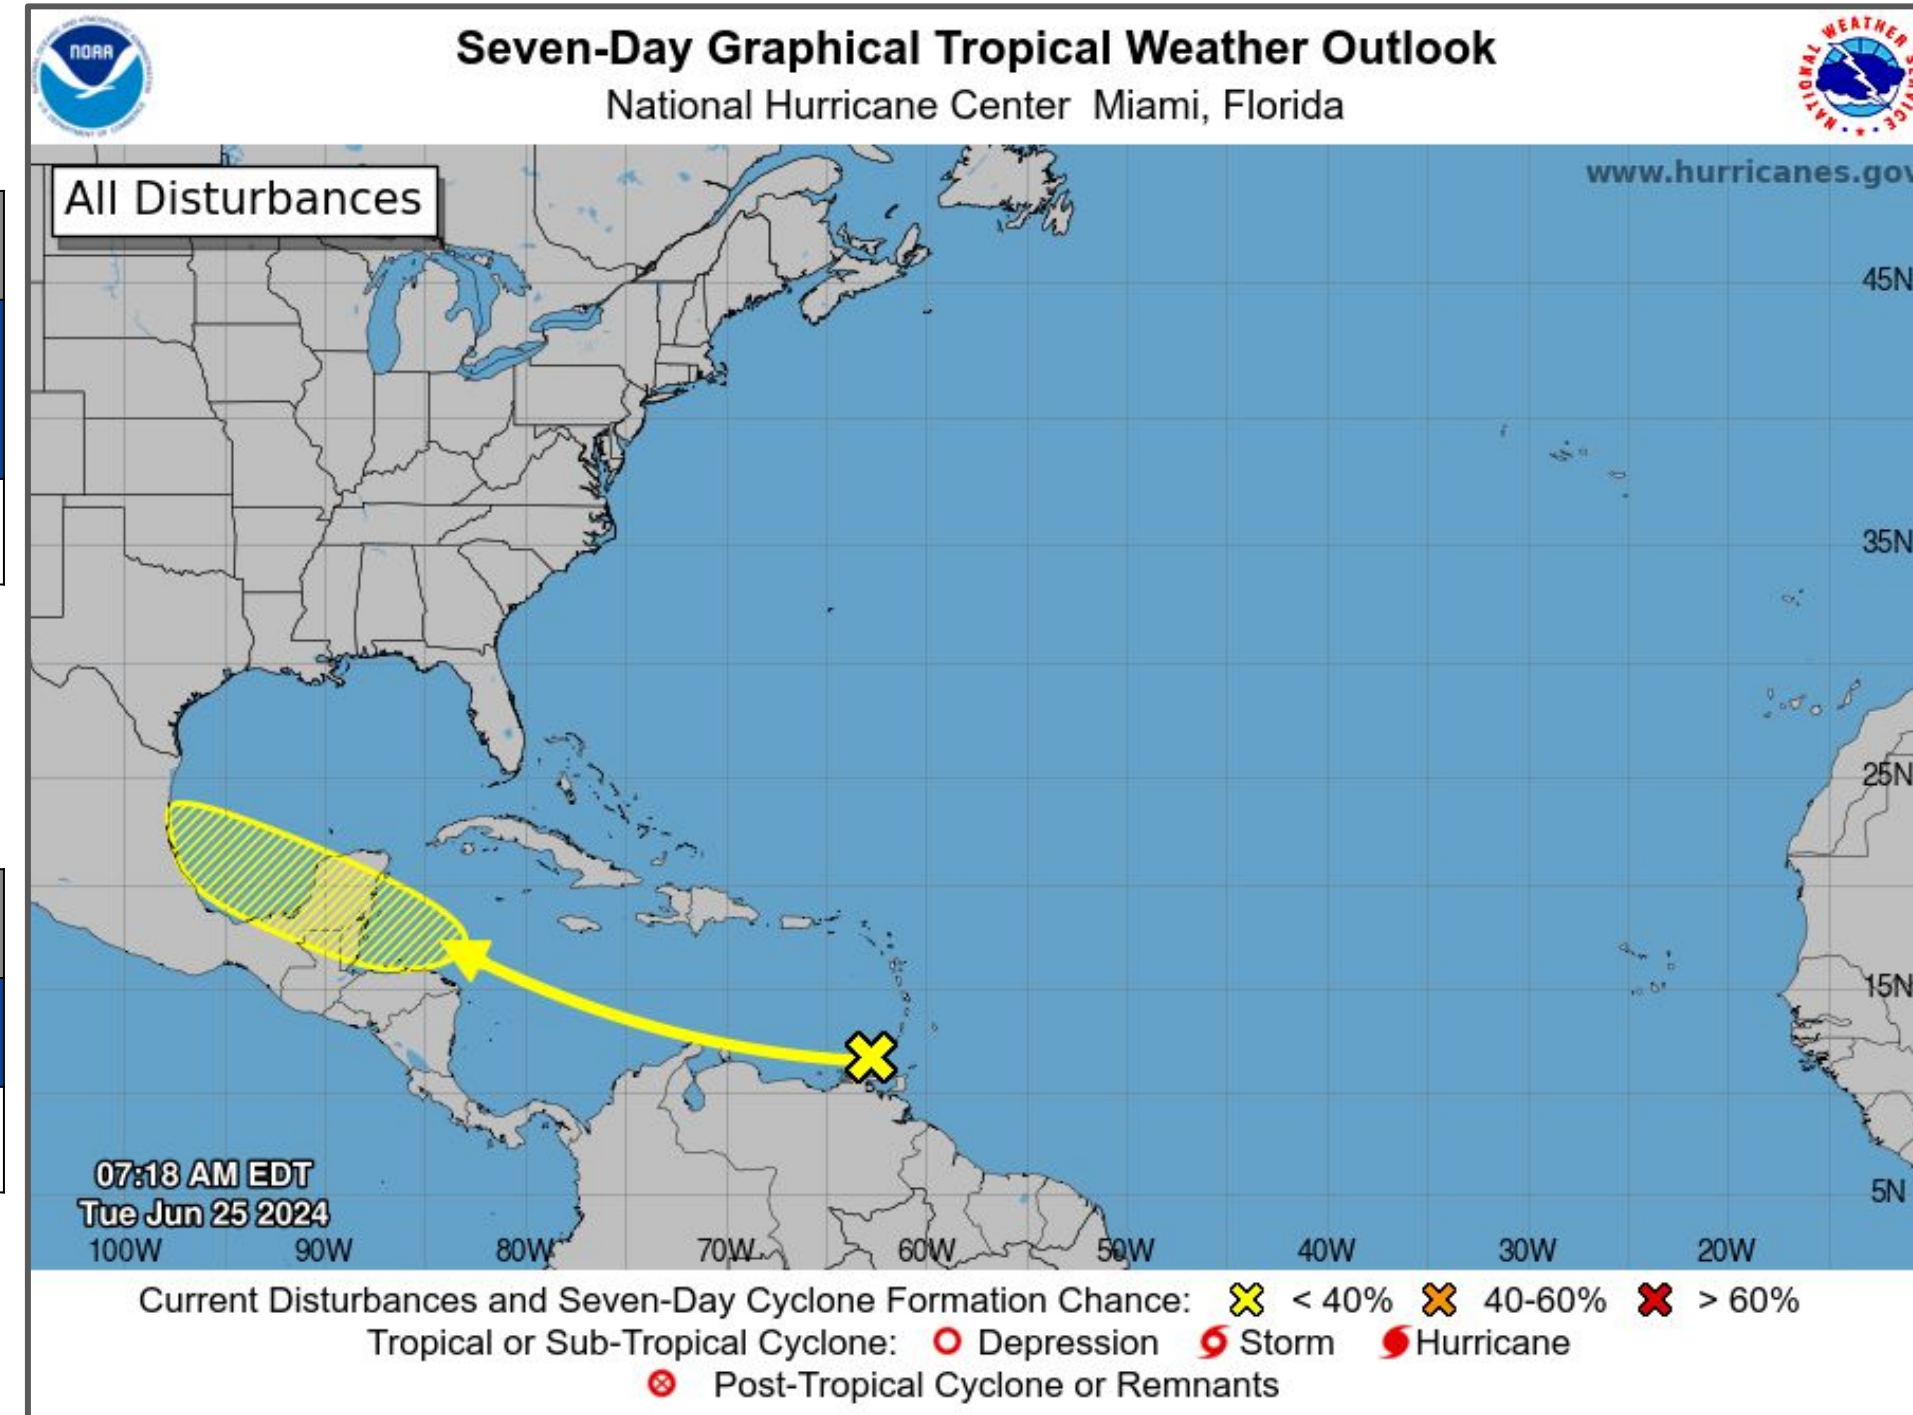 NOAA
Seven-Day Graphical Tropical Weather Outlook
National Hurricane Center  Miami, Florida
All Disturbances
www.hurricanes.gov
45N
35N
25N
15N
5N
07:18 AM EDT
Tue Jun 25 2024
100W 90W 80W 70W 60W 50W 40W 30W 20W
Current Disturbances and Seven-Day Cyclone Formation Chance: < 40% 40-60% > 60%
Tropical or Sub-Tropical Cyclone: Depression Storm Hurricane
Post-Tropical Cyclone or Remnants